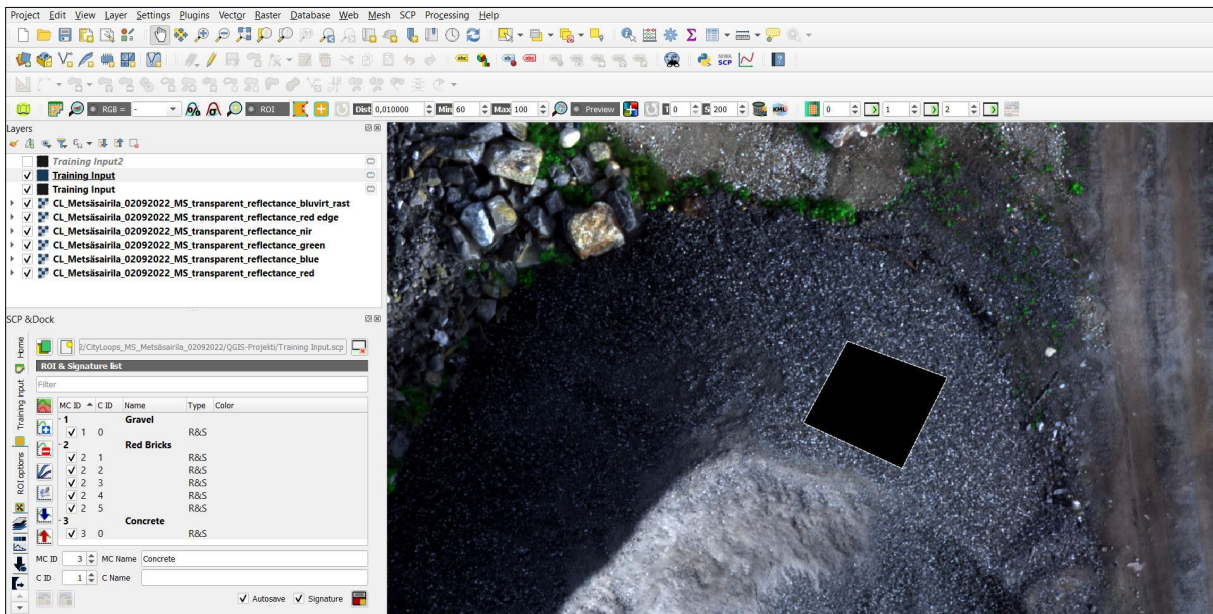 Project Edit View Layer Settings Plugins Vector Raster Database Web Mesh SCP Processing Help
abc abc SCP
RGB = - ROI Dist 0,010000 Min 60 Max 100 Preview T 0 S 200 KML 0 1 2
Layers
Training Input2
Training Input
Training Input
CL_Metsäsairila_02092022_MS_transparent_reflectance_bluvirt_rast
CL_Metsäsairila_02092022_MS_transparent_reflectance_red edge
CL_Metsäsairila_02092022_MS_transparent_reflectance_nir
CL_Metsäsairila_02092022_MS_transparent_reflectance_green
CL_Metsäsairila_02092022_MS_transparent_reflectance_blue
CL_Metsäsairila_02092022_MS_transparent_reflectance_red
SCP &Dock
2/CityLoops_MS_Metsäsairila_02092022/QGIS-Projekti/Training Input.scp
ROI & Signature list
Filter
Home
Training input
ROI options
MC ID C ID Name Type Color
1 Gravel
1 0 R&S
2 Red Bricks
2 1 R&S
2 2 R&S
2 3 R&S
2 4 R&S
2 5 R&S
3 Concrete
3 0 R&S
MC ID 3 MC Name Concrete
C ID 1 C Name
Autosave Signature